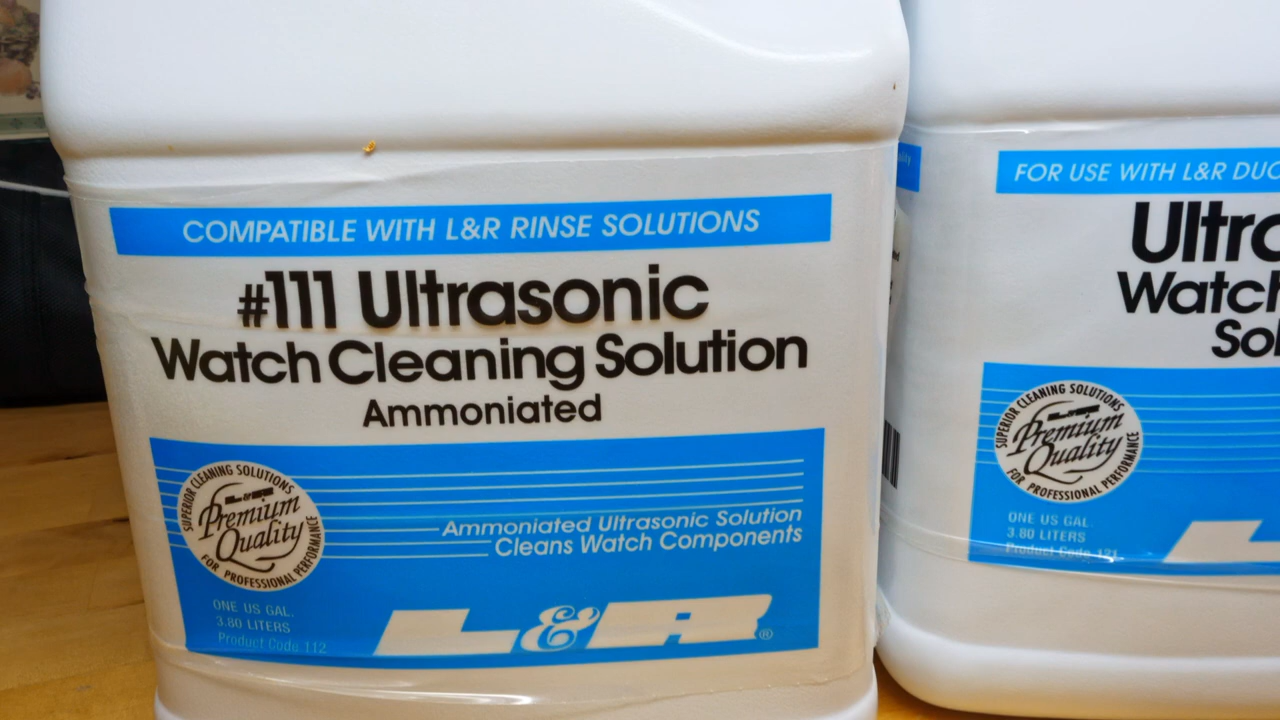 COMPATIBLE WITH L&R RINSE SOLUTIONS
#111 Ultrasonic
Watch Cleaning Solution
Ammoniated
SUPERIOR CLEANING SOLUTIONS
L&R
Premium
Quality
FOR PROFESSIONAL PERFORMANCE
Ammoniated Ultrasonic Solution
Cleans Watch Components
ONE US GAL.
3.80 LITERS
Product Code 112
L&R®
FOR USE WITH L&R DUO
Ultra
Watch
Sol
SUPERIOR CLEANING SOLUTIONS
L&R
Premium
Quality
FOR PROFESSIONAL PERFORMANCE
ONE US GAL.
3.80 LITERS
Product Code 121
L&